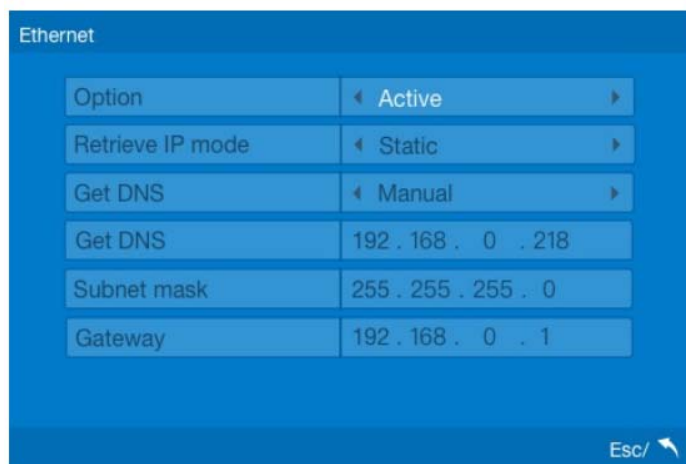 Ethernet
Option Active
Retrieve IP mode Static
Get DNS Manual
Get DNS 192 . 168 . 0 . 218
Subnet mask 255 . 255 . 255 . 0
Gateway 192 . 168 . 0 . 1
Esc/